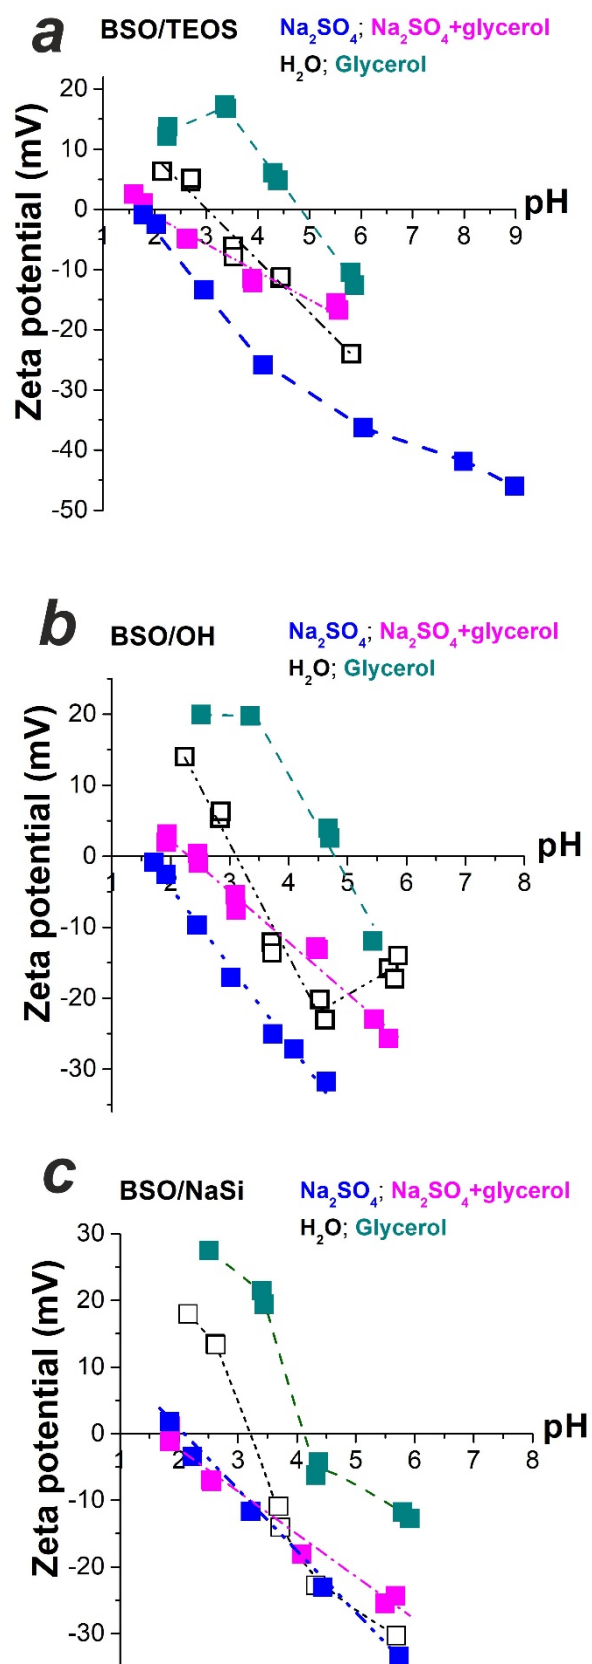 a BSO/TEOS Na₂SO₄; Na₂SO₄+glycerol
H₂O; Glycerol
Zeta potential (mV)
20
10
0
-10
-20
-30
-40
-50
1 2 3 4 5 6 7 8 9
pH
b BSO/OH Na₂SO₄; Na₂SO₄+glycerol
H₂O; Glycerol
Zeta potential (mV)
20
10
0
-10
-20
-30
1 2 3 4 5 6 7 8
pH
c BSO/NaSi Na₂SO₄; Na₂SO₄+glycerol
H₂O; Glycerol
Zeta potential (mV)
30
20
10
0
-10
-20
-30
1 2 3 4 5 6 7 8
pH